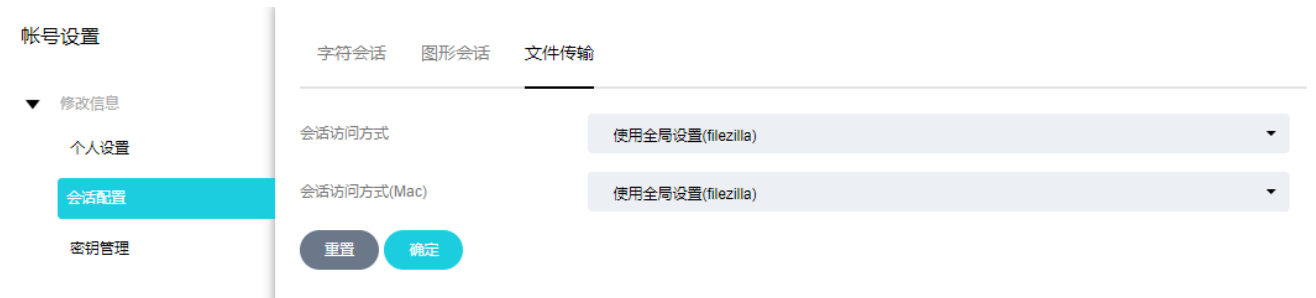 帐号设置
字符会话 图形会话 文件传输
修改信息
个人设置
会话配置
密钥管理
会话访问方式 使用全局设置(filezilla)
会话访问方式(Mac) 使用全局设置(filezilla)
重置 确定